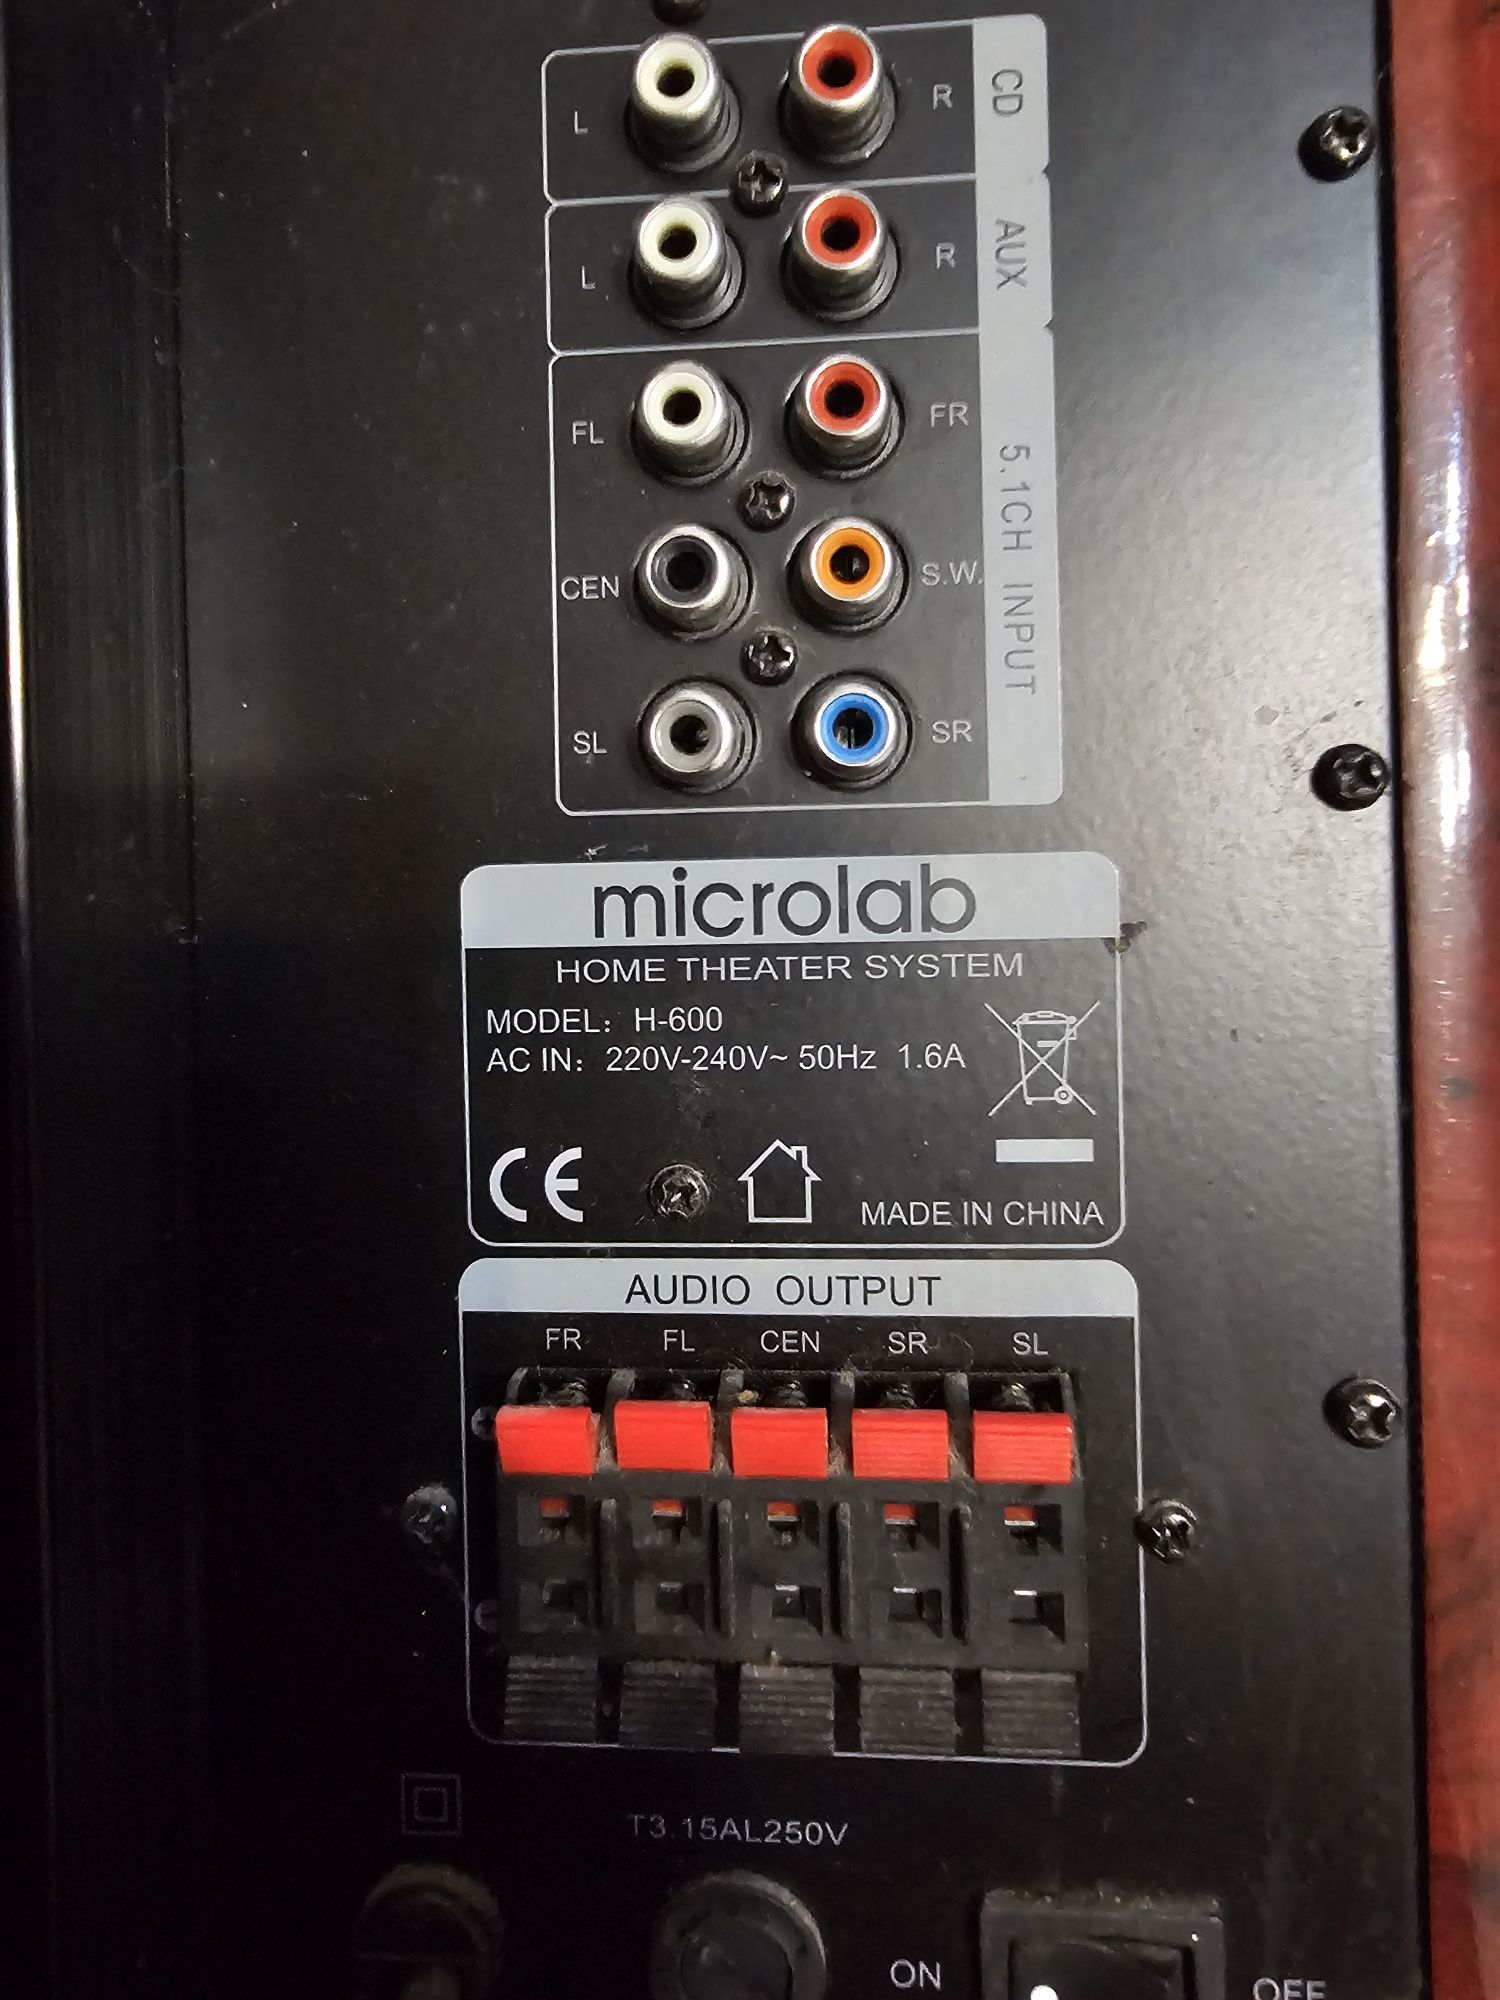 L R CD
L R AUX
FL FR
CEN S.W.
5.1CH INPUT
SL SR
microlab
HOME THEATER SYSTEM
MODEL: H-600
AC IN: 220V-240V~ 50Hz 1.6A
CE
MADE IN CHINA
AUDIO OUTPUT
FR FL CEN SR SL
T3.15AL250V
ON OFF